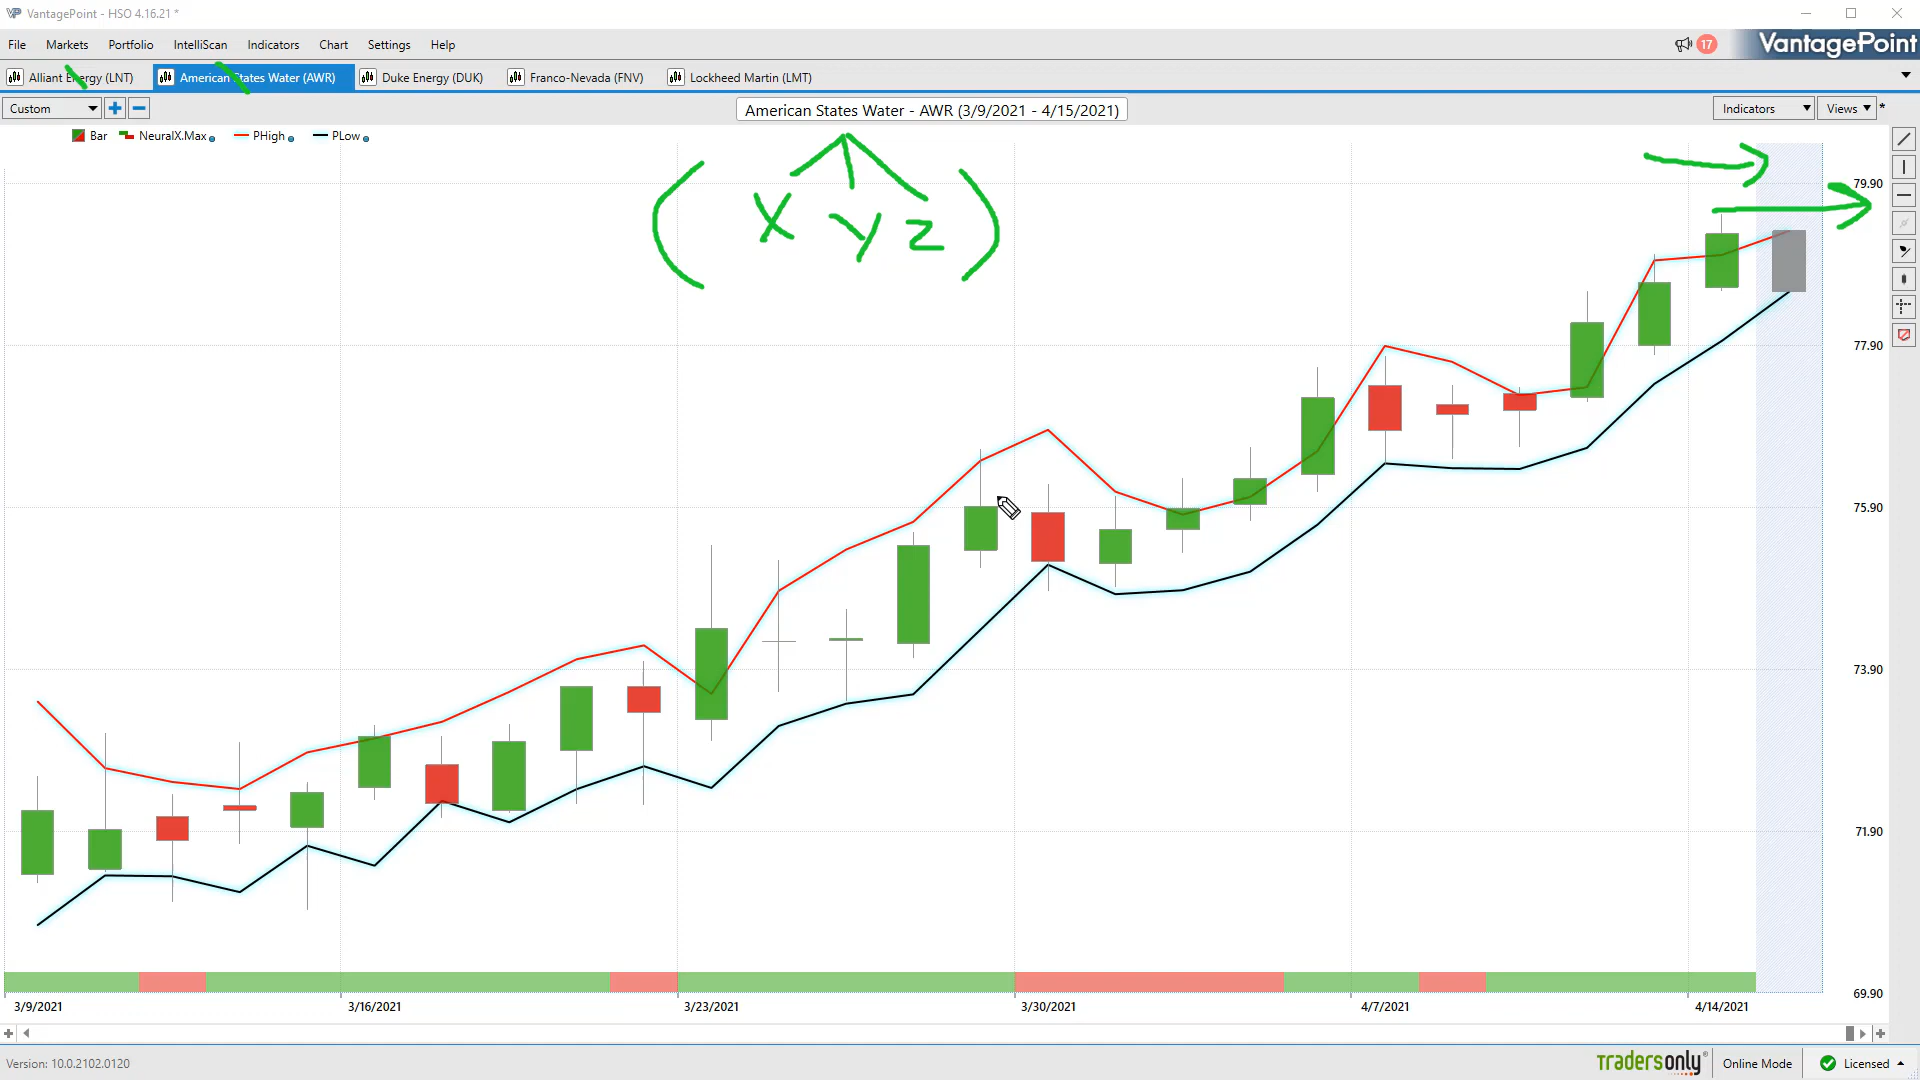 VantagePoint - HSO 4.16.21 *
File Markets Portfolio IntelliScan Indicators Chart Settings Help
17
VantagePoint
Alliant Energy (LNT) American States Water (AWR) Duke Energy (DUK) Franco-Nevada (FNV) Lockheed Martin (LMT)
Custom
American States Water - AWR (3/9/2021 - 4/15/2021)
Indicators Views *
Bar NeuralX.Max PHigh PLow
( X Y Z )
79.90
77.90
75.90
73.90
71.90
69.90
3/9/2021 3/16/2021 3/23/2021 3/30/2021 4/7/2021 4/14/2021
Version: 10.0.2102.0120
tradersonly Online Mode Licensed